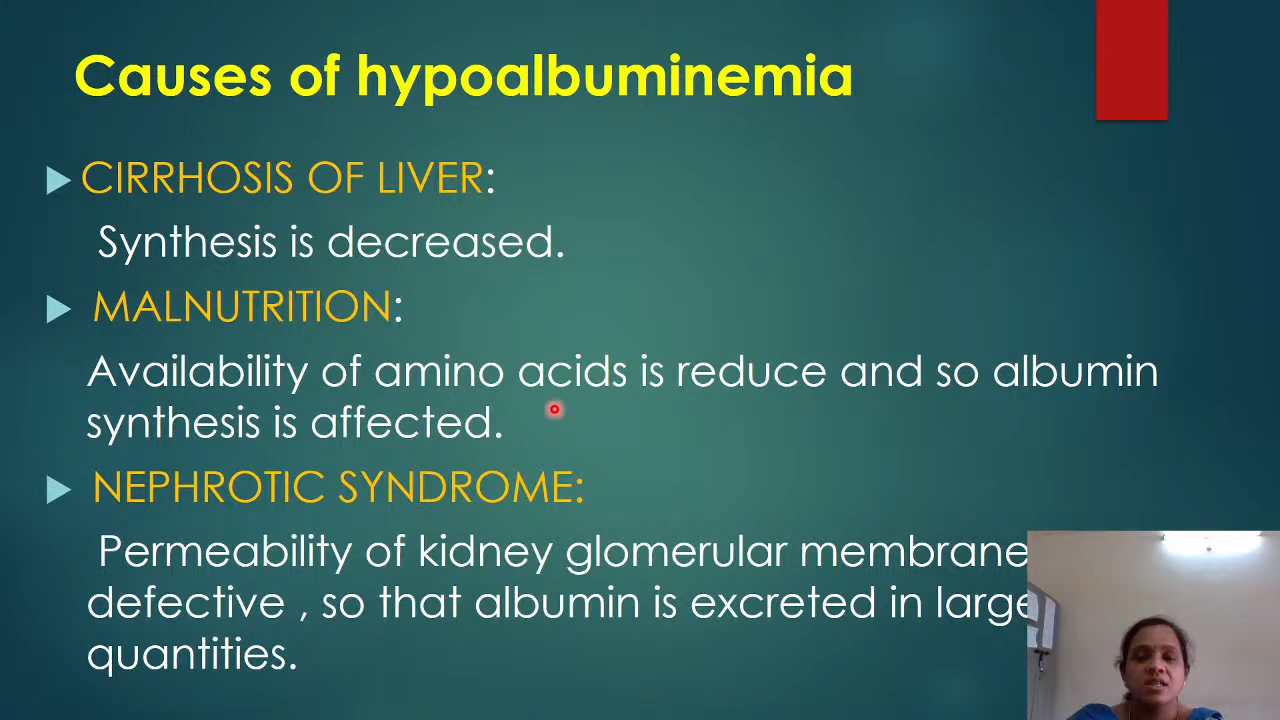 Causes of hypoalbuminemia
CIRRHOSIS OF LIVER:
Synthesis is decreased.
MALNUTRITION:
Availability of amino acids is reduce and so albumin
synthesis is affected.
NEPHROTIC SYNDROME:
Permeability of kidney glomerular membrane
defective , so that albumin is excreted in large
quantities.